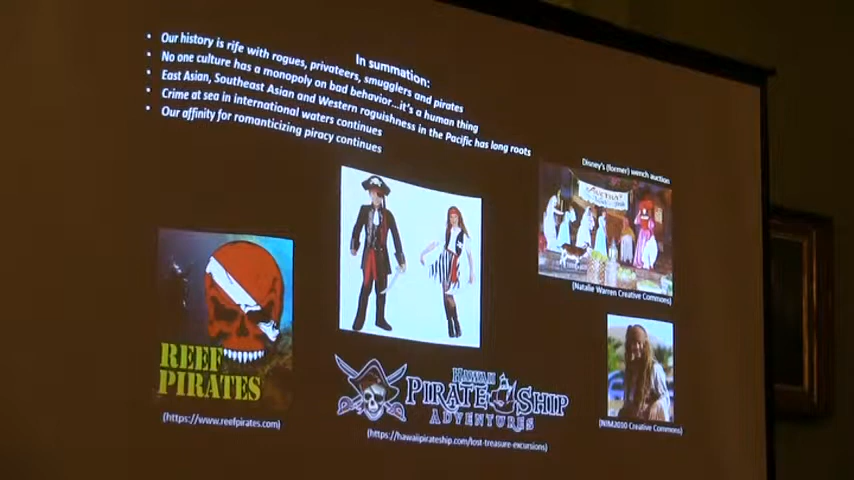 In summation:
• Our history is rife with rogues, privateers, smugglers and pirates
• No one culture has a monopoly on bad behavior...it's a human thing
• East Asian, Southeast Asian and Western roguishness in the Pacific has long roots
• Crime at sea in international waters continues
• Our affinity for romanticizing piracy continues
Disney's (former) wench auction
(Natalie Warren Creative Commons)
REEF
PIRATES
(https://www.reefpirates.com)
HAWAII
PIRATE SHIP
ADVENTURES
(https://hawaiipirateship.com/lost-treasure-excursions)
(NJM2010 Creative Commons)